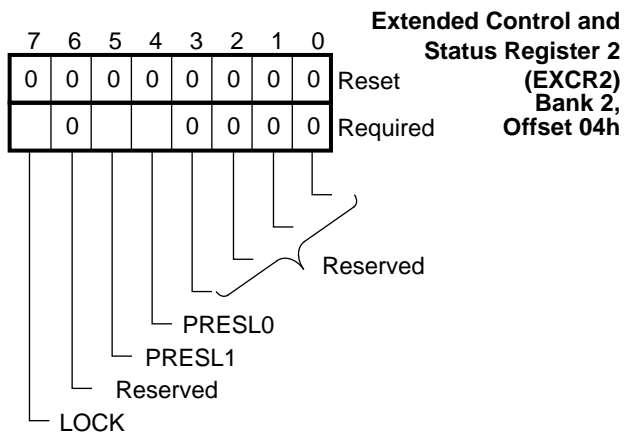 Extended Control and
Status Register 2
(EXCR2)
Bank 2,
Offset 04h
7 6 5 4 3 2 1 0
0 0 0 0 0 0 0 0 Reset
0 0 0 0 0 Required
Reserved
PRESL0
PRESL1
Reserved
LOCK